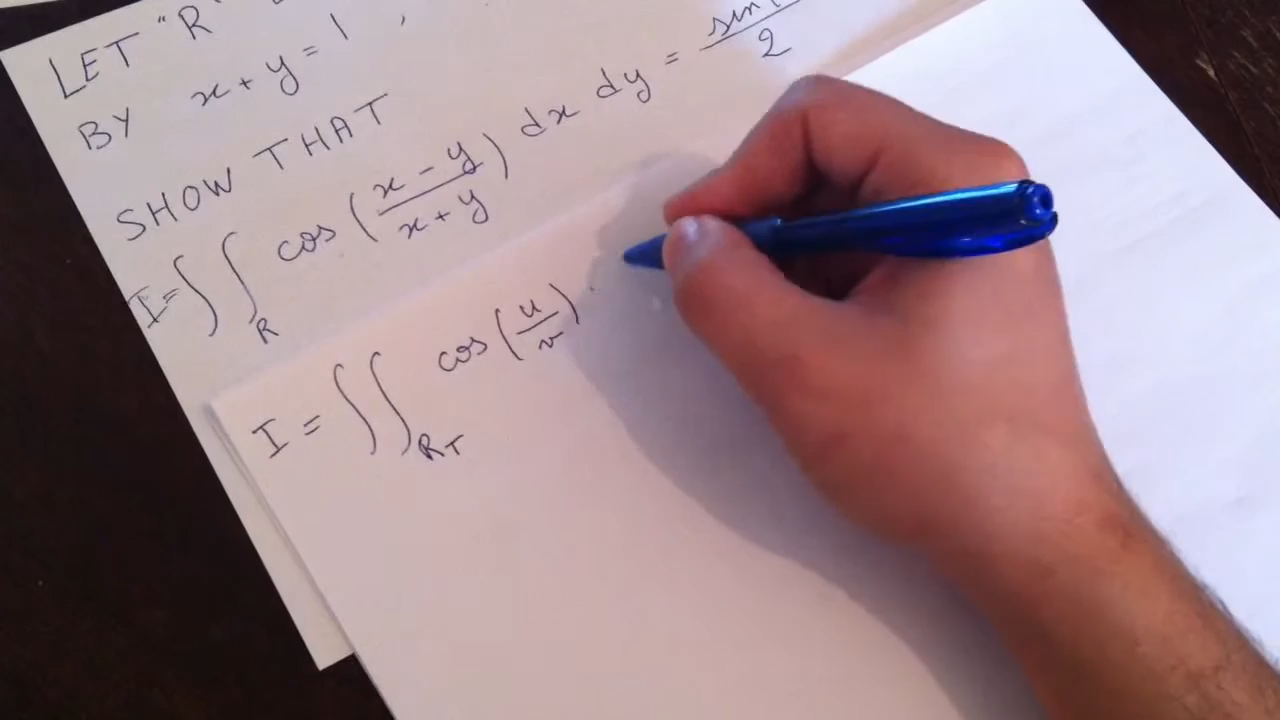 LET "R"
BY x + y = 1 ,
SHOW THAT
I = ∫∫_R cos((x - y)/(x + y)) dx dy = sin/2
I = ∫∫_{R_T} cos(u/v) ·